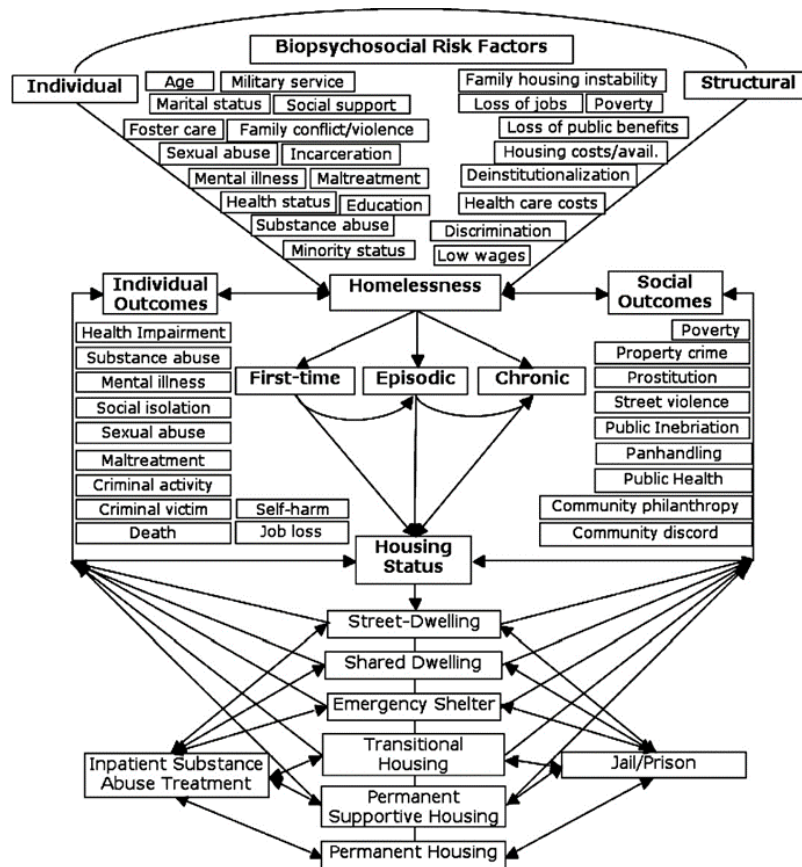 Biopsychosocial Risk Factors
Individual
Structural
Age
Military service
Marital status
Social support
Foster care
Family conflict/violence
Sexual abuse
Incarceration
Mental illness
Maltreatment
Health status
Education
Substance abuse
Minority status
Family housing instability
Loss of jobs
Poverty
Loss of public benefits
Housing costs/avail.
Deinstitutionalization
Health care costs
Discrimination
Low wages
Individual
Outcomes
Homelessness
Social
Outcomes
Health Impairment
Substance abuse
Mental illness
Social isolation
Sexual abuse
Maltreatment
Criminal activity
Criminal victim
Self-harm
Death
Job loss
First-time
Episodic
Chronic
Poverty
Property crime
Prostitution
Street violence
Public Inebriation
Panhandling
Public Health
Community philanthropy
Community discord
Housing
Status
Street-Dwelling
Shared Dwelling
Emergency Shelter
Transitional
Housing
Inpatient Substance
Abuse Treatment
Jail/Prison
Permanent
Supportive Housing
Permanent Housing